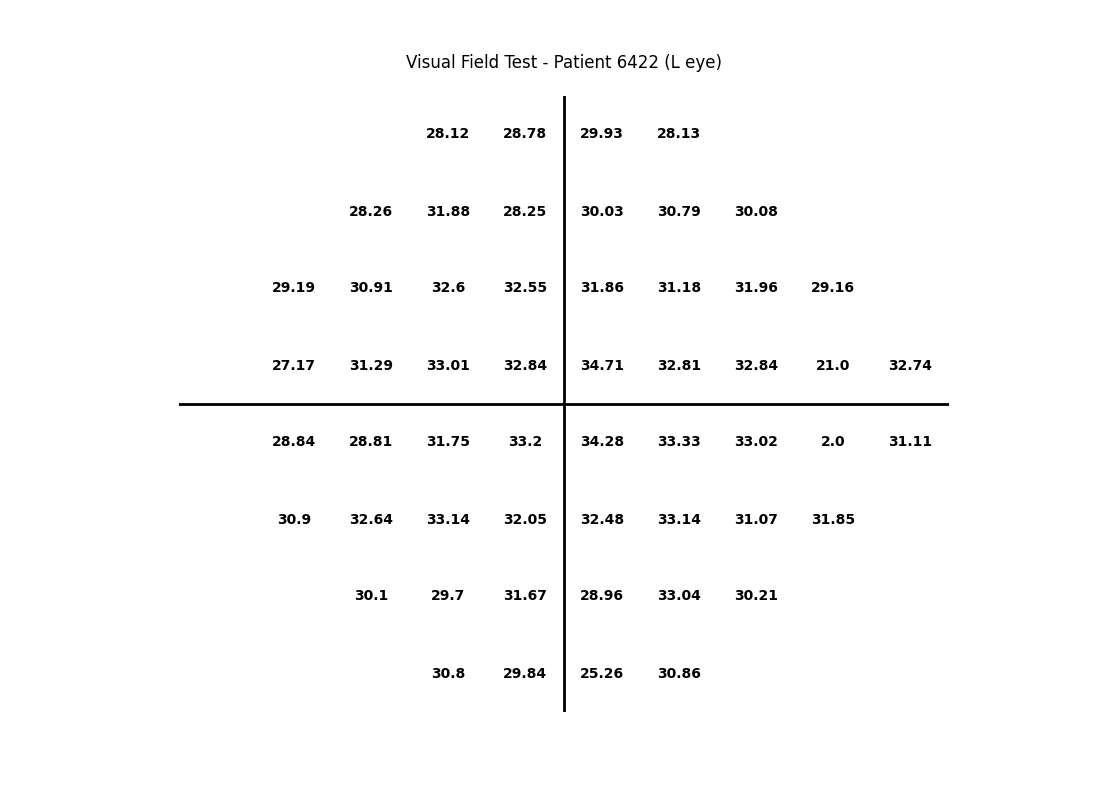 Visual Field Test - Patient 6422 (L eye)
28.12 28.78 29.93 28.13
28.26 31.88 28.25 30.03 30.79 30.08
29.19 30.91 32.6 32.55 31.86 31.18 31.96 29.16
27.17 31.29 33.01 32.84 34.71 32.81 32.84 21.0 32.74
28.84 28.81 31.75 33.2 34.28 33.33 33.02 2.0 31.11
30.9 32.64 33.14 32.05 32.48 33.14 31.07 31.85
30.1 29.7 31.67 28.96 33.04 30.21
30.8 29.84 25.26 30.86